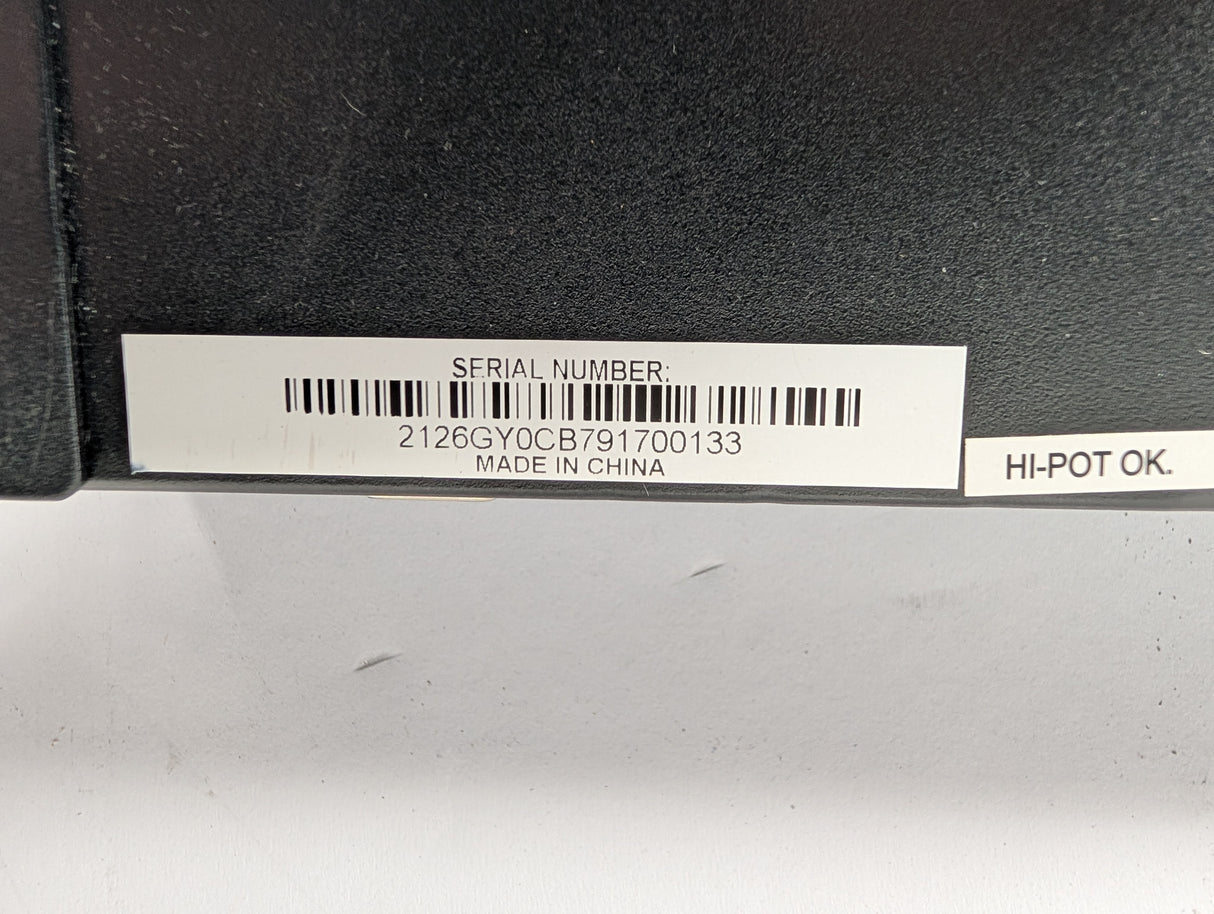 SERIAL NUMBER:
2126GY0CB791700133
MADE IN CHINA
HI-POT OK.